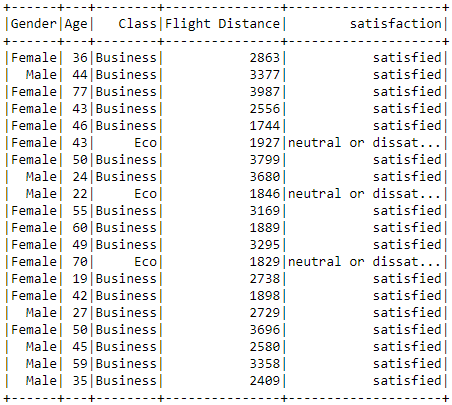 +------+---+--------+---------------+--------------------+
|Gender|Age|   Class|Flight Distance|        satisfaction|
+------+---+--------+---------------+--------------------+
|Female| 36|Business|           2863|           satisfied|
|  Male| 44|Business|           3377|           satisfied|
|Female| 77|Business|           3987|           satisfied|
|Female| 43|Business|           2556|           satisfied|
|Female| 46|Business|           1744|           satisfied|
|Female| 43|     Eco|           1927|neutral or dissat...|
|Female| 50|Business|           3799|           satisfied|
|  Male| 24|Business|           3680|           satisfied|
|  Male| 22|     Eco|           1846|neutral or dissat...|
|Female| 55|Business|           3169|           satisfied|
|Female| 60|Business|           1889|           satisfied|
|Female| 49|Business|           3295|           satisfied|
|Female| 70|     Eco|           1829|neutral or dissat...|
|Female| 19|Business|           2738|           satisfied|
|Female| 42|Business|           1898|           satisfied|
|  Male| 27|Business|           2729|           satisfied|
|Female| 50|Business|           3696|           satisfied|
|  Male| 45|Business|           2580|           satisfied|
|  Male| 59|Business|           3358|           satisfied|
|  Male| 35|Business|           2409|           satisfied|
+------+---+--------+---------------+--------------------+